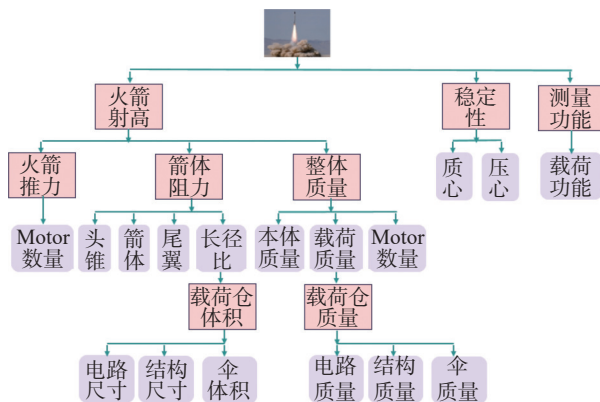 火箭
射高
稳定
性
测量
功能
火箭
推力
箭体
阻力
整体
质量
质
心
压
心
载荷
功能
Motor
数量
头
锥
箭
体
尾
翼
长径
比
本体
质量
载荷
质量
Motor
数量
载荷仓
体积
载荷仓
质量
电路
尺寸
结构
尺寸
伞
体积
电路
质量
结构
质量
伞
质量